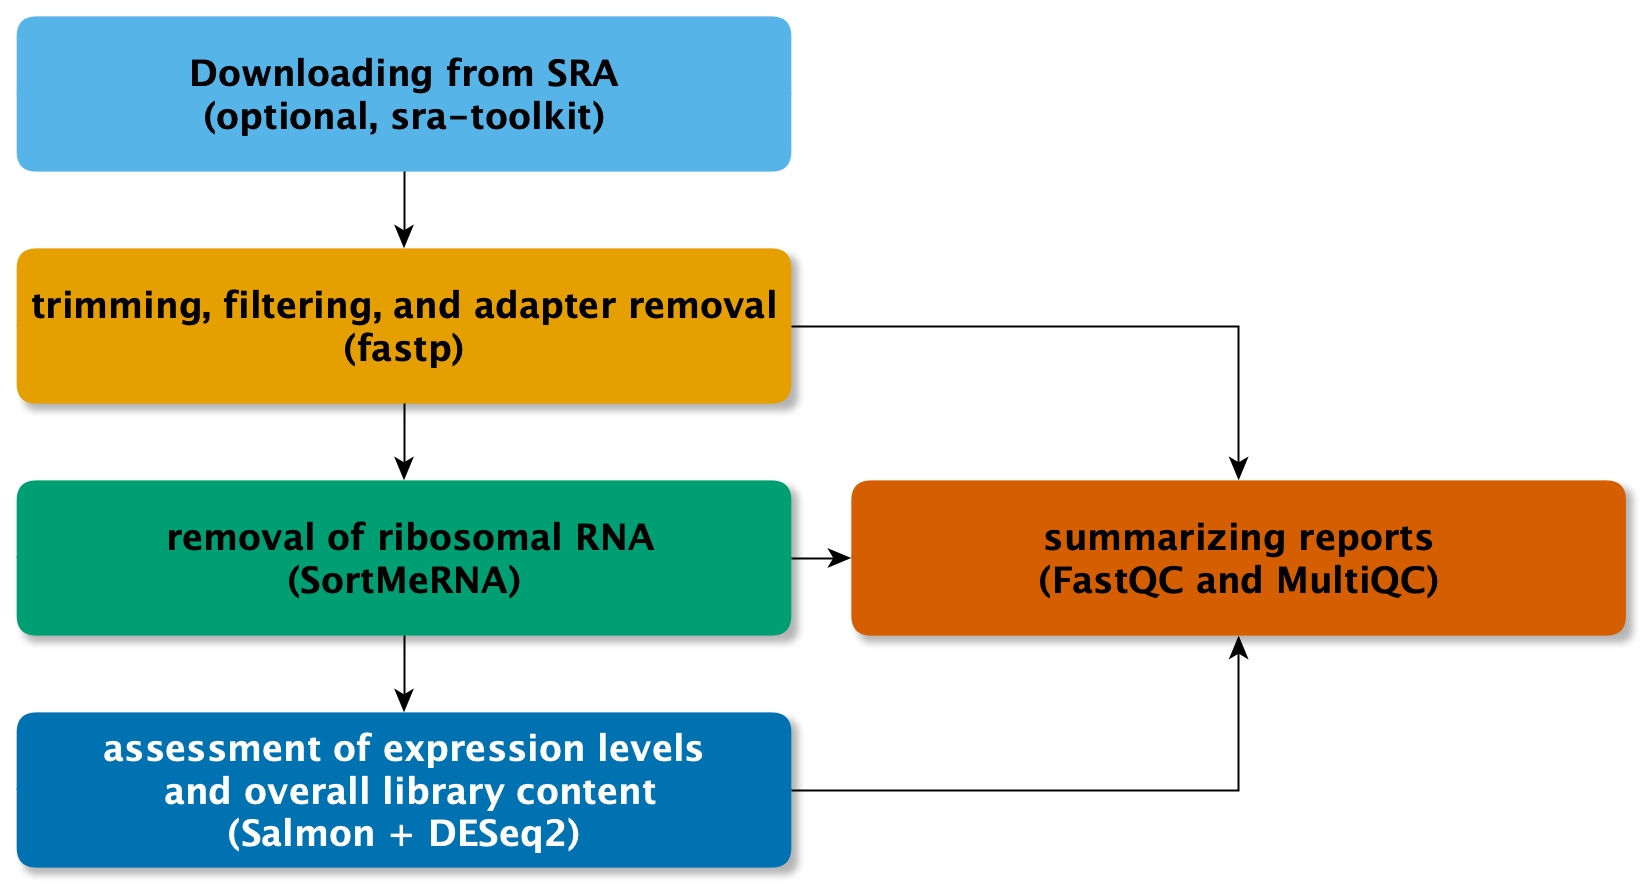 Downloading from SRA
(optional, sra-toolkit)
trimming, filtering, and adapter removal
(fastp)
removal of ribosomal RNA
(SortMeRNA)
summarizing reports
(FastQC and MultiQC)
assessment of expression levels
and overall library content
(Salmon + DESeq2)